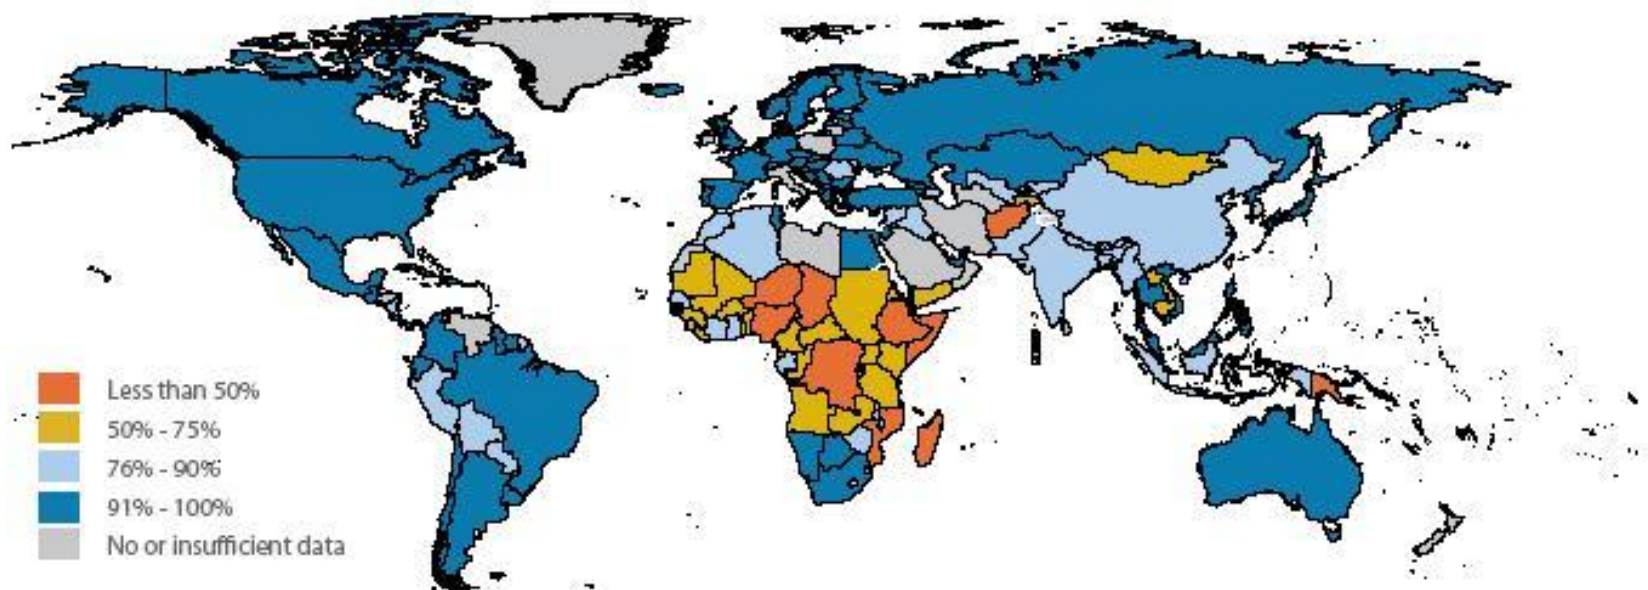 Less than 50%
50% - 75%
76% - 90%
91% - 100%
No or insufficient data